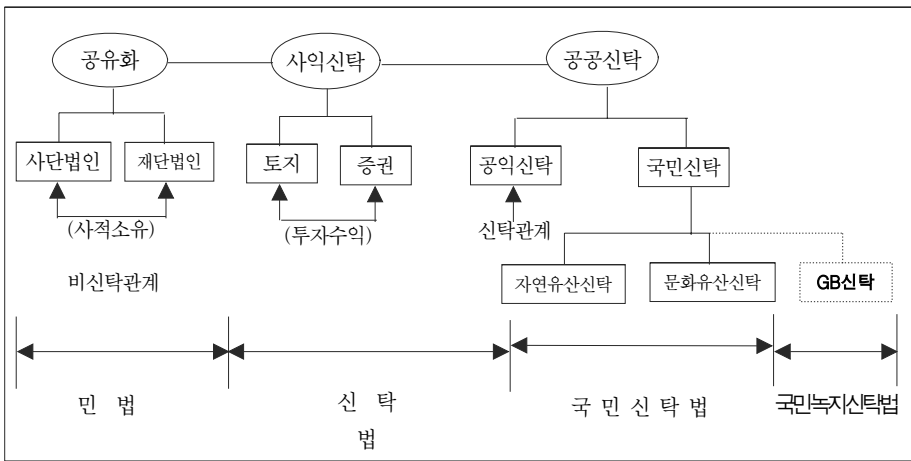 공유화 사익신탁 공공신탁
사단법인 재단법인 토지 증권 공익신탁 국민신탁
(사적소유) (투자수익) 신탁관계
비신탁관계 자연유산신탁 문화유산신탁 GB신탁
민 법 신 탁 국 민 신 탁 법 국민녹지신탁법
법